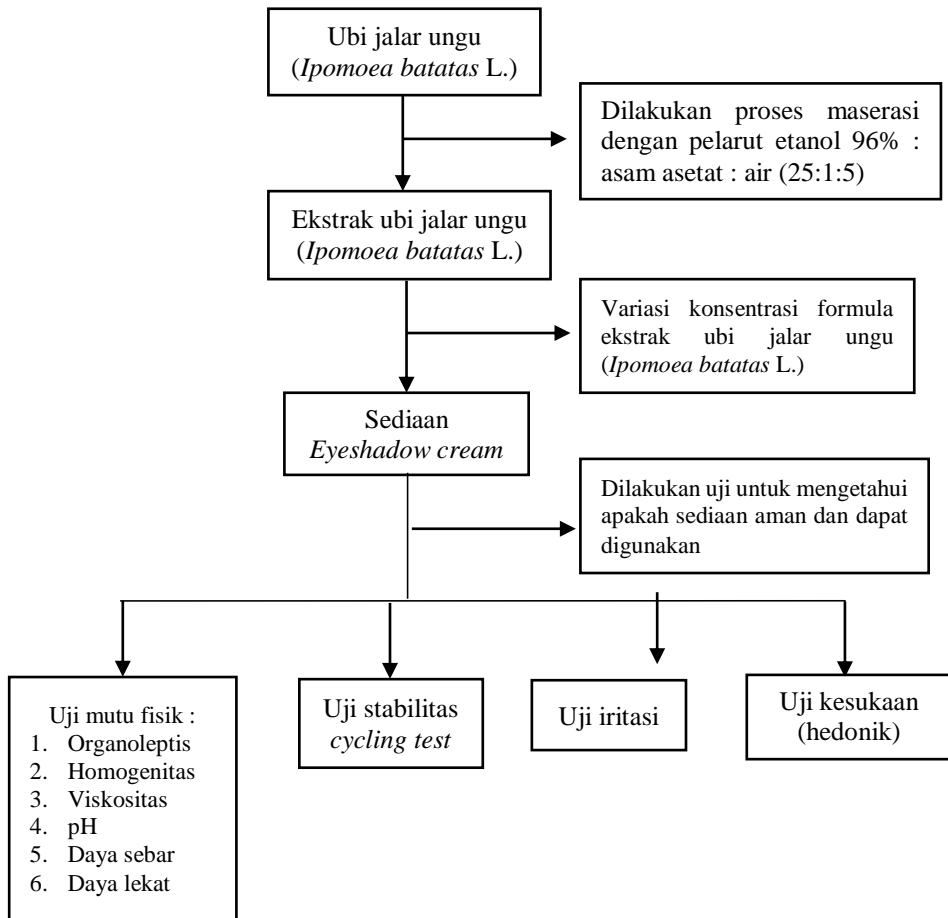 Ubi jalar ungu
(Ipomoea batatas L.)
Dilakukan proses maserasi
dengan pelarut etanol 96% :
asam asetat : air (25:1:5)
Ekstrak ubi jalar ungu
(Ipomoea batatas L.)
Variasi konsentrasi formula
ekstrak ubi jalar ungu
(Ipomoea batatas L.)
Sediaan
Eyeshadow cream
Dilakukan uji untuk mengetahui
apakah sediaan aman dan dapat
digunakan
Uji mutu fisik :
1. Organoleptis
2. Homogenitas
3. Viskositas
4. pH
5. Daya sebar
6. Daya lekat
Uji stabilitas
cycling test
Uji iritasi
Uji kesukaan
(hedonik)